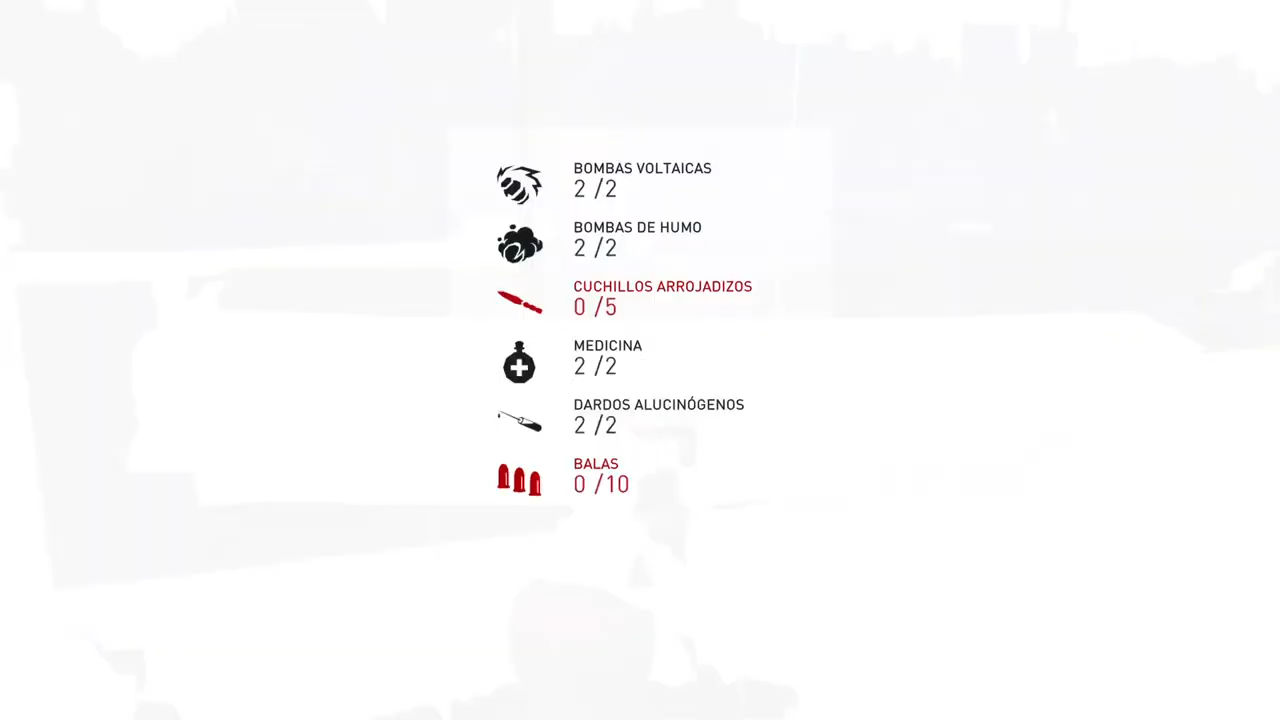 BOMBAS VOLTAICAS
2 /2
BOMBAS DE HUMO
2 /2
CUCHILLOS ARROJADIZOS
0 /5
MEDICINA
2 /2
DARDOS ALUCINÓGENOS
2 /2
BALAS
0 /10